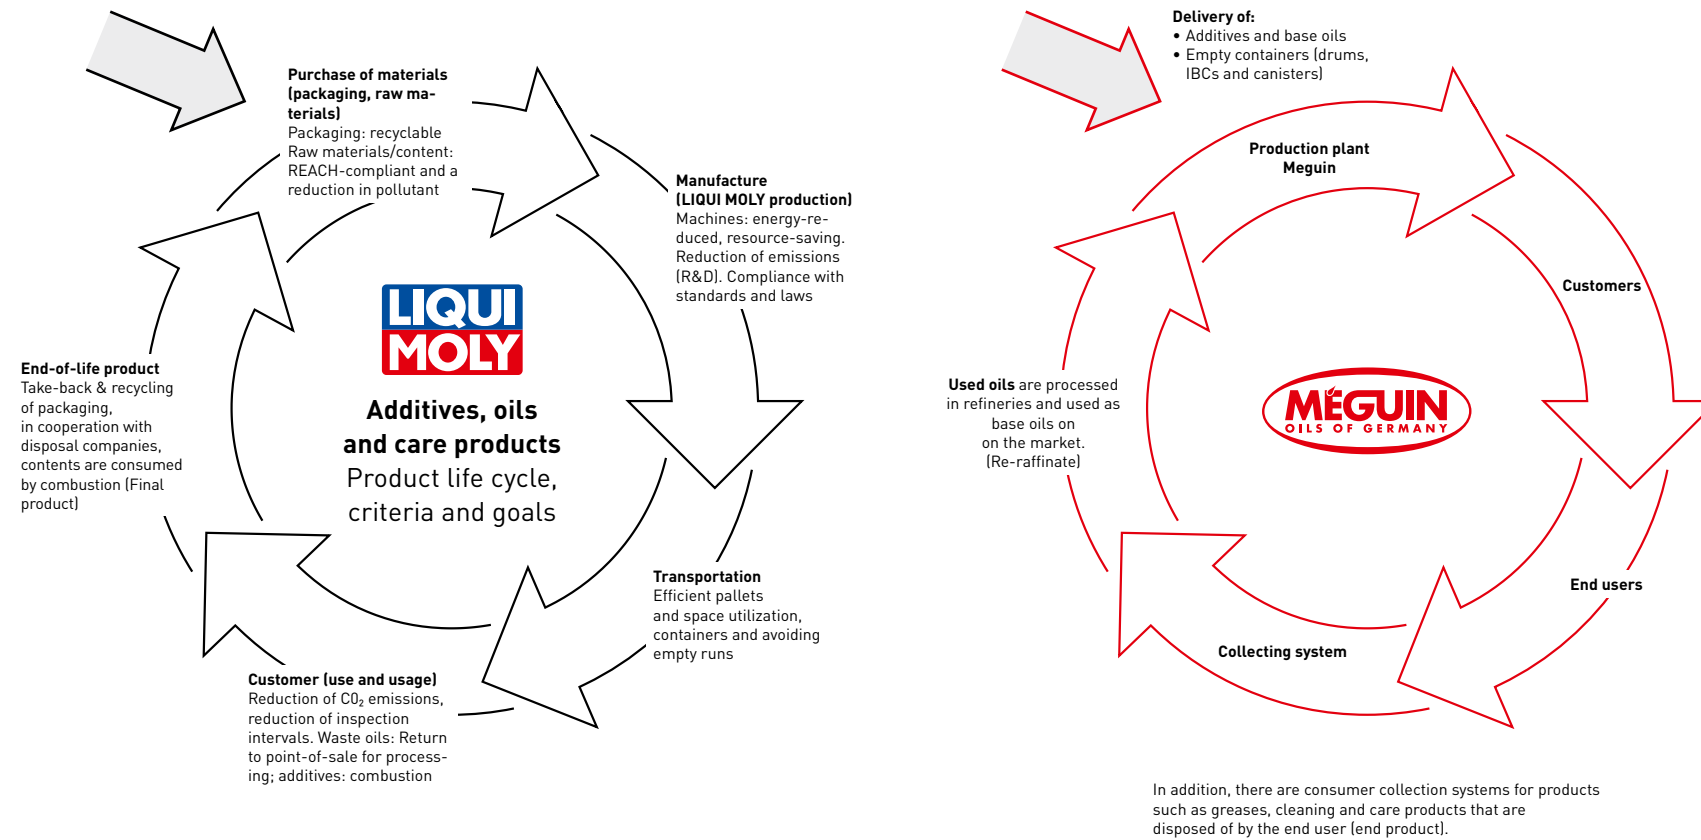 Purchase of materials
(packaging, raw ma-
terials)
Packaging: recyclable
Raw materials/content:
REACH-compliant and a
reduction in pollutant
Manufacture
(LIQUI MOLY production)
Machines: energy-re-
duced, resource-saving.
Reduction of emissions
(R&D). Compliance with
standards and laws
Transportation
Efficient pallets
and space utilization,
containers and avoiding
empty runs
Customer (use and usage)
Reduction of CO₂ emissions,
reduction of inspection
intervals. Waste oils: Return
to point-of-sale for process-
ing; additives: combustion
End-of-life product
Take-back & recycling
of packaging,
in cooperation with
disposal companies,
contents are consumed
by combustion (Final
product)
LIQUI
MOLY
Additives, oils
and care products
Product life cycle,
criteria and goals
Delivery of:
• Additives and base oils
• Empty containers (drums,
IBCs and canisters)
Production plant
Meguin
Customers
End users
Collecting system
Used oils are processed
in refineries and used as
base oils on
on the market.
(Re-raffinate)
MÉGUIN
OILS OF GERMANY
In addition, there are consumer collection systems for products
such as greases, cleaning and care products that are
disposed of by the end user (end product).